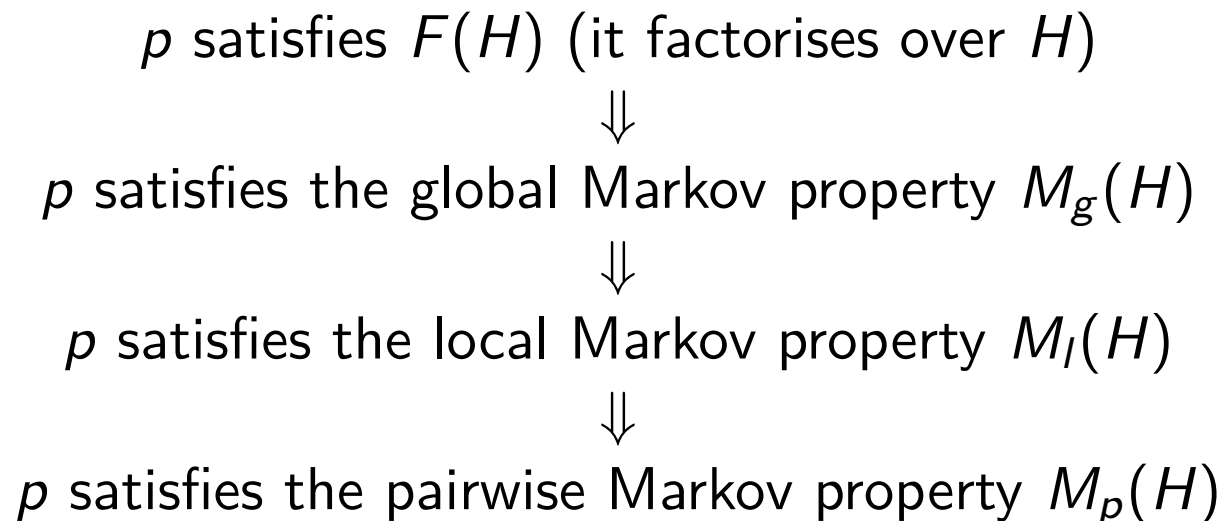 p satisfies F(H) (it factorises over H)
⇓
p satisfies the global Markov property M_g(H)
⇓
p satisfies the local Markov property M_l(H)
⇓
p satisfies the pairwise Markov property M_p(H)